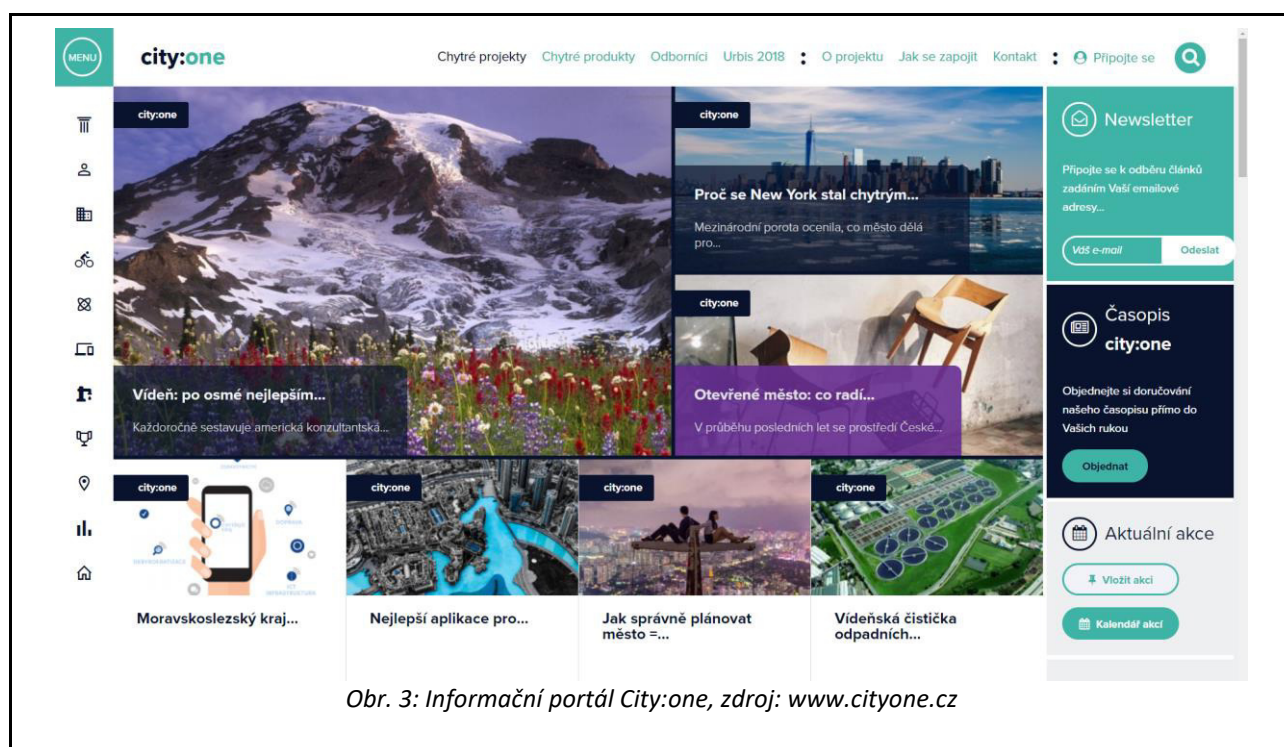 MENU
city:one
Chytré projekty Chytré produkty Odborníci Urbis 2018 : O projektu Jak se zapojit Kontakt : Připojte se
city:one
Vídeň: po osmé nejlepším...
Každoročně sestavuje americká konzultantská...
city:one
Proč se New York stal chytrým...
Mezinárodní porota ocenila, co město dělá
pro...
city:one
Otevřené město: co radí...
V průběhu posledních let se prostředí České...
city:one
DOPRAVA
Moravskoslezský kraj...
city:one
Nejlepší aplikace pro...
city:one
Jak správně plánovat
město =...
city:one
Vídeňská čistička
odpadních...
Newsletter
Připojte se k odběru článků
zadáním Vaší emailové
adresy...
Váš e-mail Odeslat
Časopis
city:one
Objednejte si doručování
našeho časopisu přímo do
Vašich rukou
Objednat
Aktuální akce
Vložit akci
Kalendář akcí
Obr. 3: Informační portál City:one, zdroj: www.cityone.cz